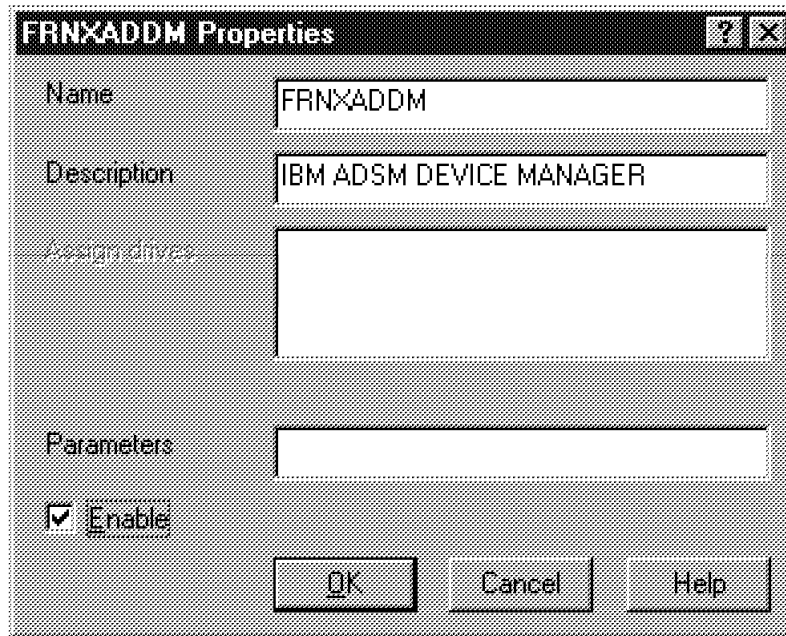 FRNXADDM Properties
Name FRNXADDM
Description IBM ADSM DEVICE MANAGER
Assign drives
Parameters
Enable
OK Cancel Help